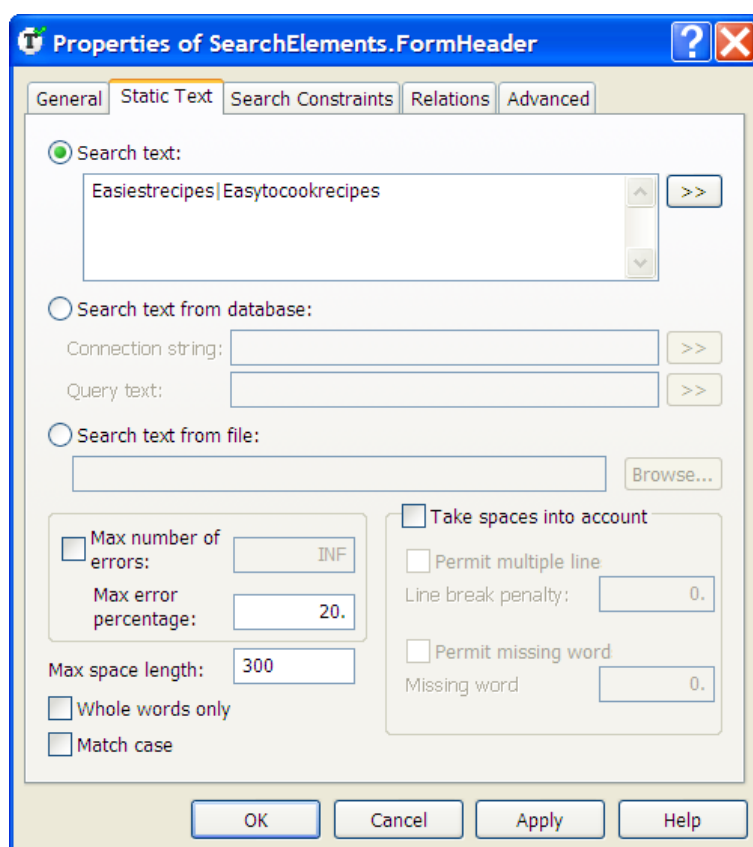 Properties of SearchElements.FormHeader
General Static Text Search Constraints Relations Advanced
Search text:
Easiestrecipes|Easytocookrecipes
>>
Search text from database:
Connection string: >>
Query text: >>
Search text from file:
Browse...
Max number of
errors: INF
Max error
percentage: 20.
Take spaces into account
Permit multiple line
Line break penalty: 0.
Permit missing word
Missing word 0.
Max space length: 300
Whole words only
Match case
OK Cancel Apply Help